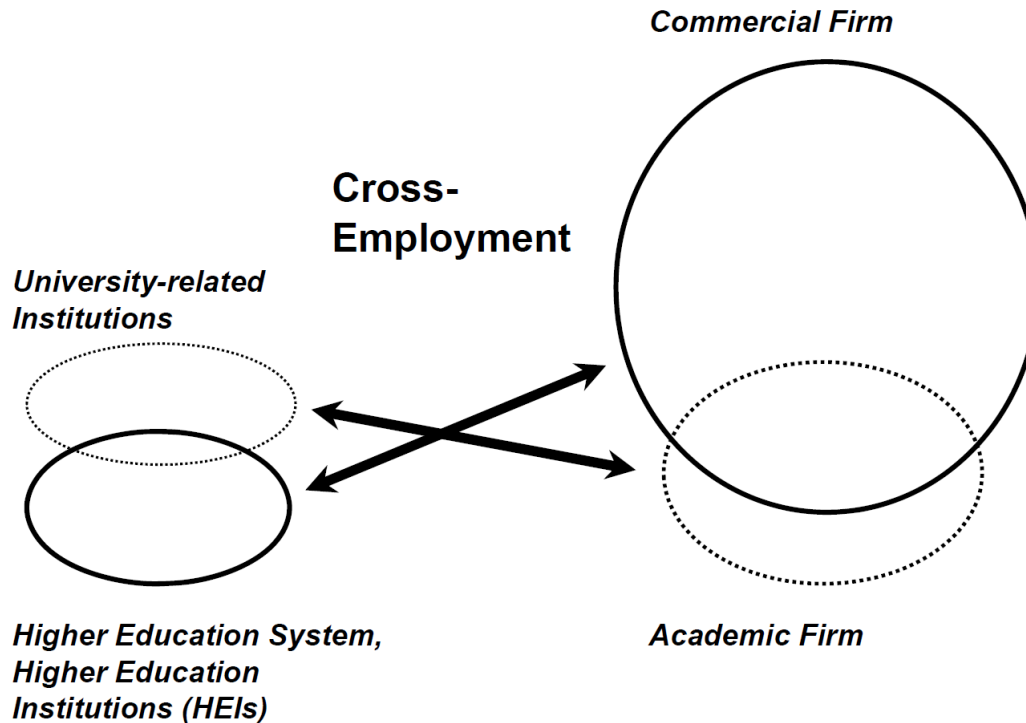 Commercial Firm
Cross-
Employment
University-related
Institutions
Higher Education System,
Higher Education
Institutions (HEIs)
Academic Firm